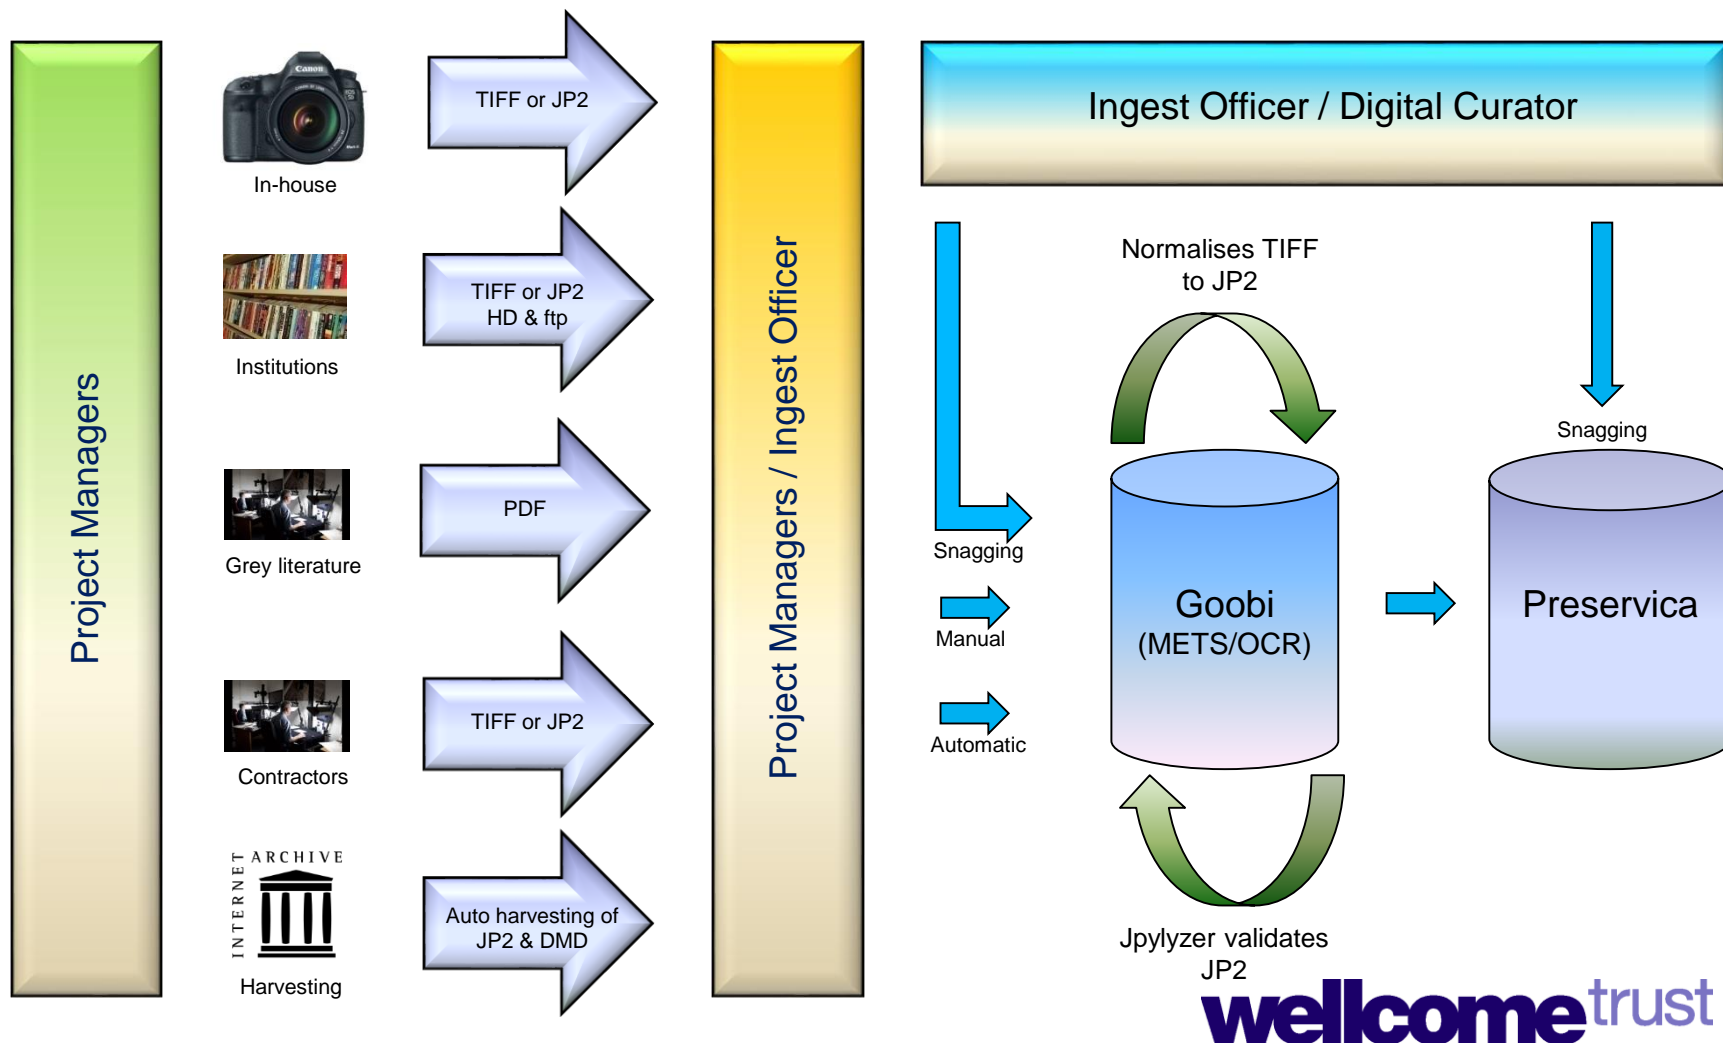 Project Managers
Canon
In-house
Institutions
Grey literature
Contractors
INTERNET
ARCHIVE
Harvesting
TIFF or JP2
TIFF or JP2
HD & ftp
PDF
TIFF or JP2
Auto harvesting of
JP2 & DMD
Project Managers / Ingest Officer
Ingest Officer / Digital Curator
Snagging
Manual
Automatic
Normalises TIFF
to JP2
Goobi
(METS/OCR)
Jpylyzer validates
JP2
Snagging
Preservica
wellcometrust